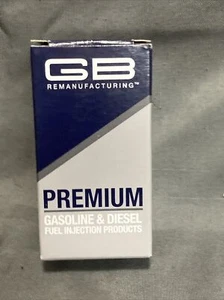 GB
REMANUFACTURING™
PREMIUM
GASOLINE & DIESEL
FUEL INJECTION PRODUCTS